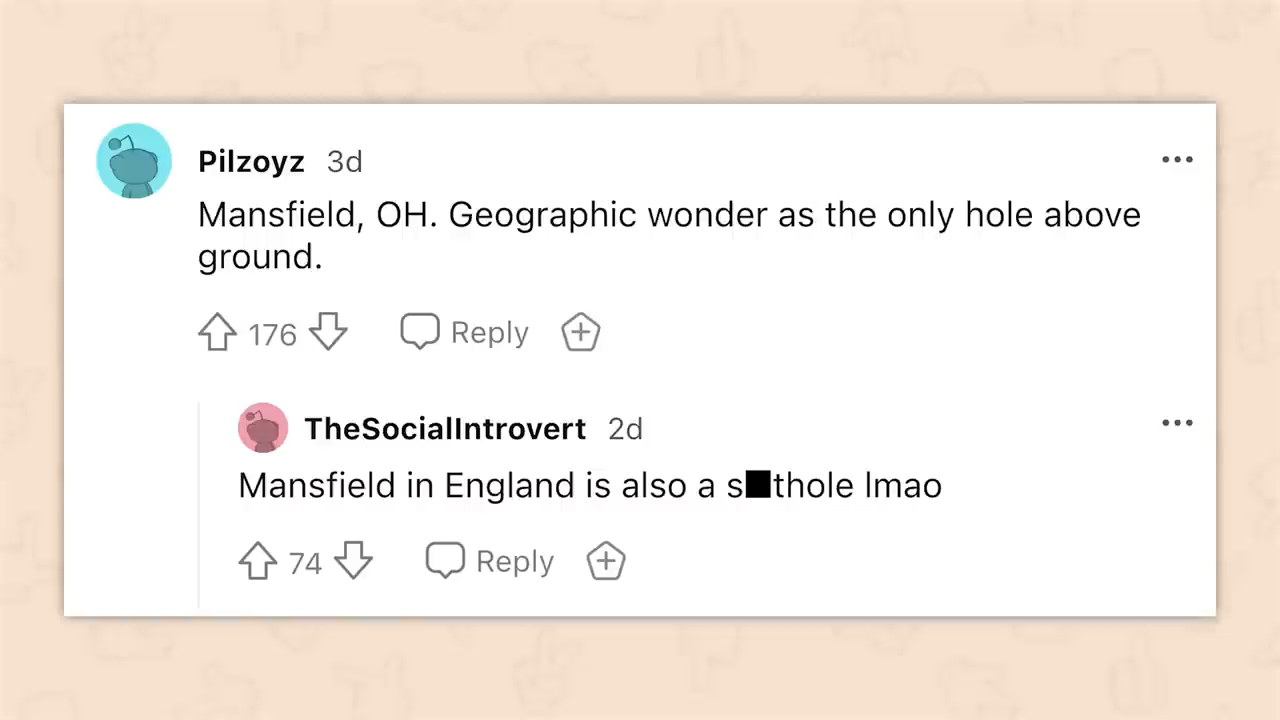 Pilzoyz 3d
Mansfield, OH. Geographic wonder as the only hole above
ground.
176 Reply
TheSocialIntrovert 2d
Mansfield in England is also a s■thole lmao
74 Reply